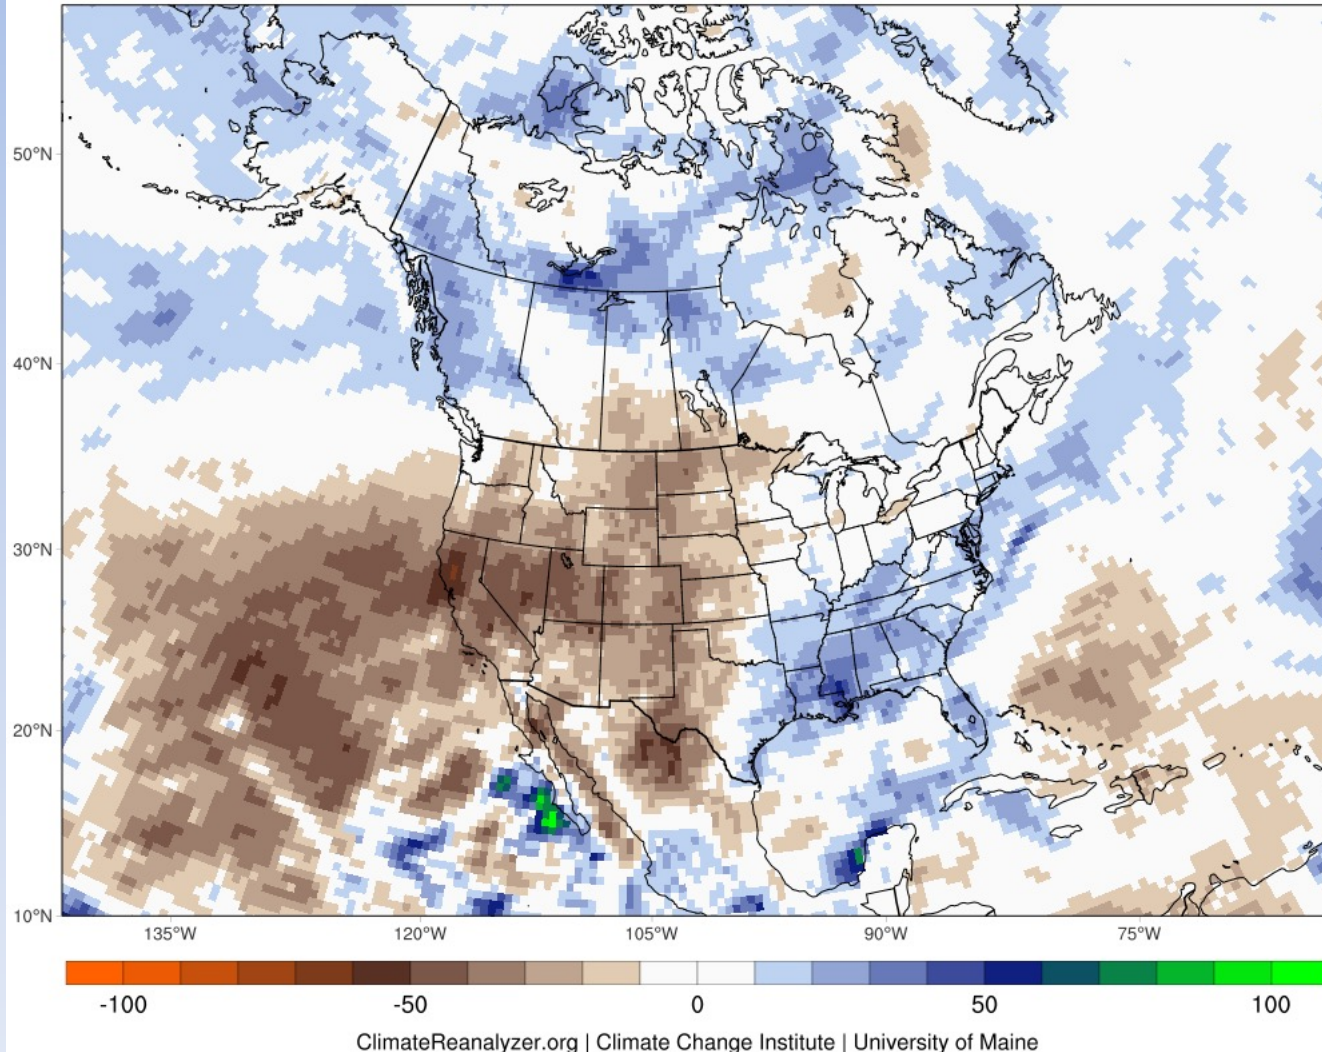 50°N
40°N
30°N
20°N
10°N
135°W 120°W 105°W 90°W 75°W
-100 -50 0 50 100
ClimateReanalyzer.org | Climate Change Institute | University of Maine